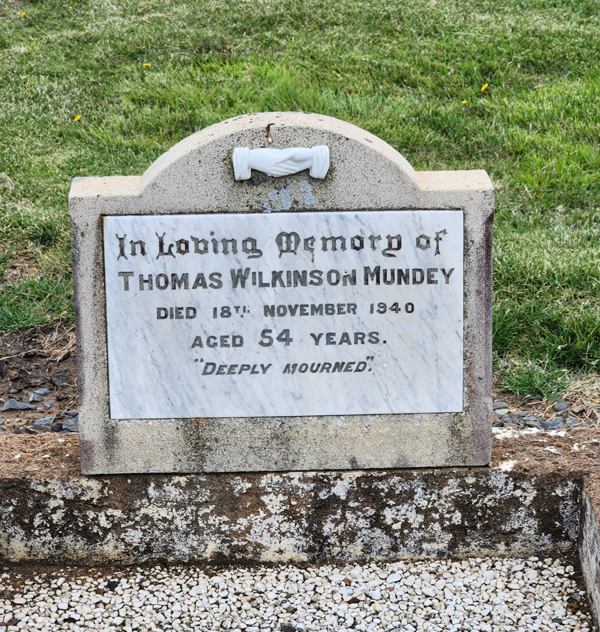 In Loving Memory of
THOMAS WILKINSON MUNDEY
DIED 18TH NOVEMBER 1940
AGED 54 YEARS.
"DEEPLY MOURNED".